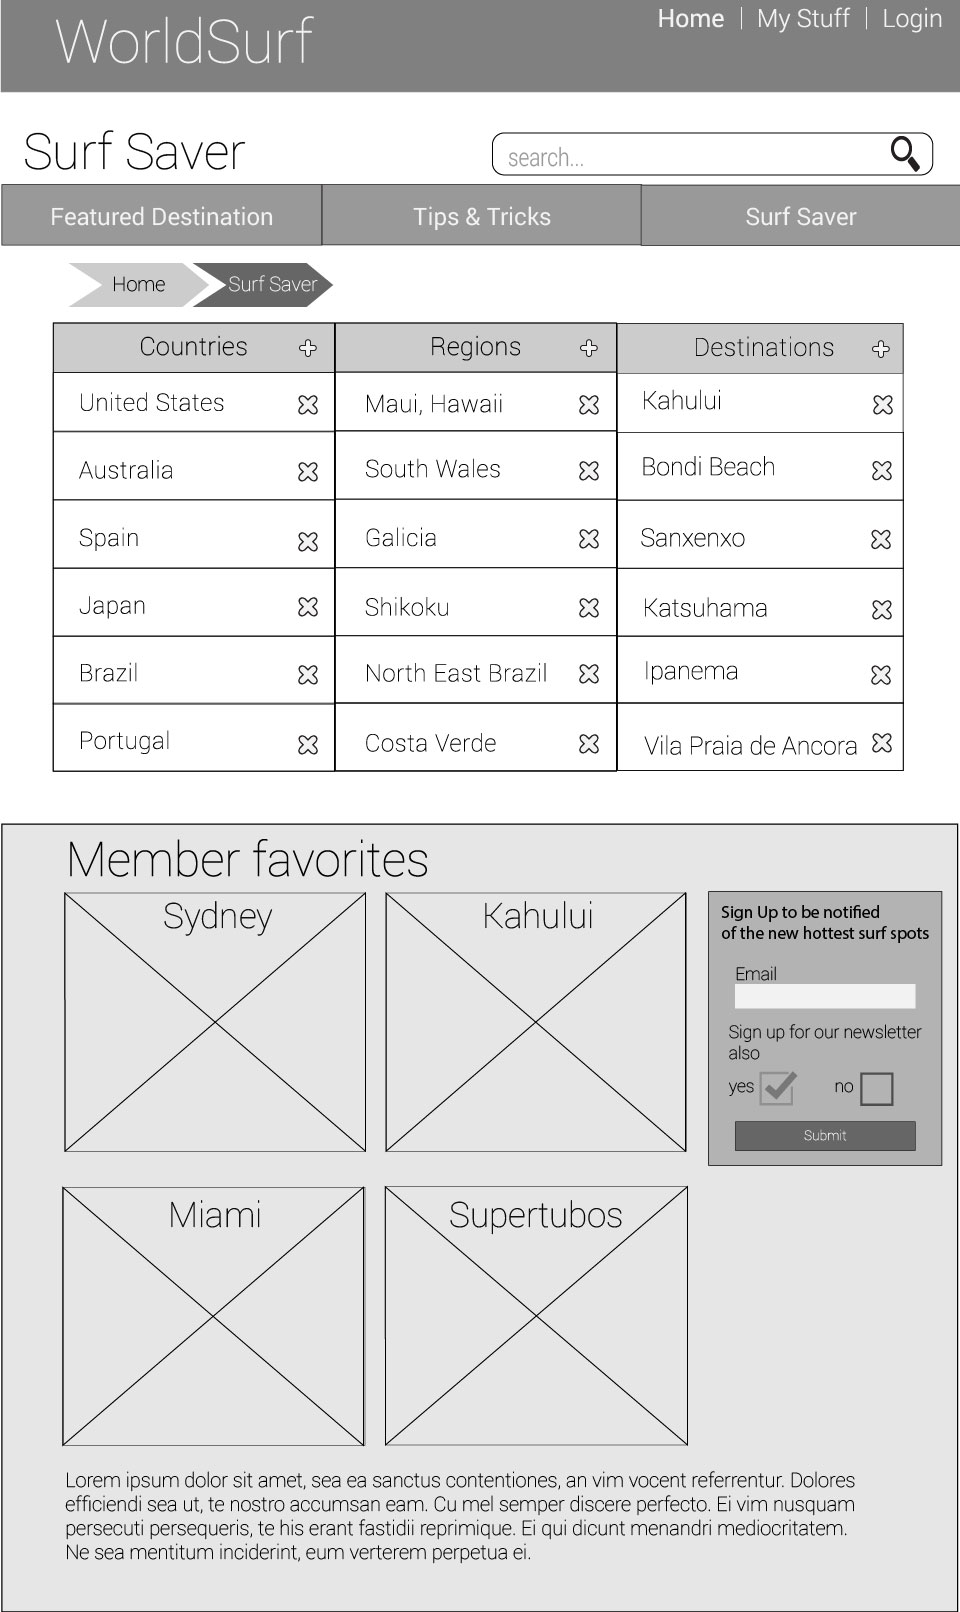 WorldSurf
Home | My Stuff | Login
Surf Saver
search...
Featured Destination
Tips & Tricks
Surf Saver
Home
Surf Saver
Countries
Regions
Destinations
United States
Maui, Hawaii
Kahului
Australia
South Wales
Bondi Beach
Spain
Galicia
Sanxenxo
Japan
Shikoku
Katsuhama
Brazil
North East Brazil
Ipanema
Portugal
Costa Verde
Vila Praia de Ancora
Member favorites
Sydney
Kahului
Sign Up to be notified
of the new hottest surf spots
Email
Sign up for our newsletter
also
yes
no
Submit
Miami
Supertubos
Lorem ipsum dolor sit amet, sea ea sanctus contentiones, an vim vocent referrentur. Dolores
efficiendi sea ut, te nostro accumsan eam. Cu mel semper discere perfecto. Ei vim nusquam
persecuti persequeris, te his erant fastidii reprimique. Ei qui dicunt menandri mediocritatem.
Ne sea mentitum inciderint, eum verterem perpetua ei.